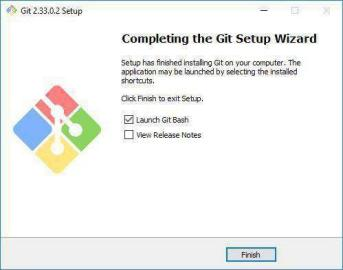 Git 2.33.0.2 Setup
Completing the Git Setup Wizard
Setup has finished installing Git on your computer. The
application may be launched by selecting the installed
shortcuts.
Click Finish to exit Setup.
Launch Git Bash
View Release Notes
Finish